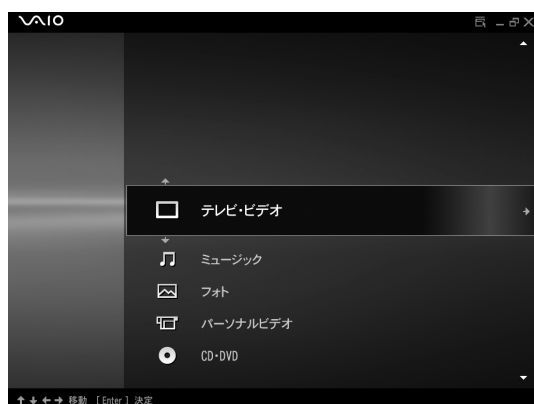 VAIO
テレビ・ビデオ
ミュージック
フォト
パーソナルビデオ
CD・DVD
↑↓←→ 移動 [Enter] 決定